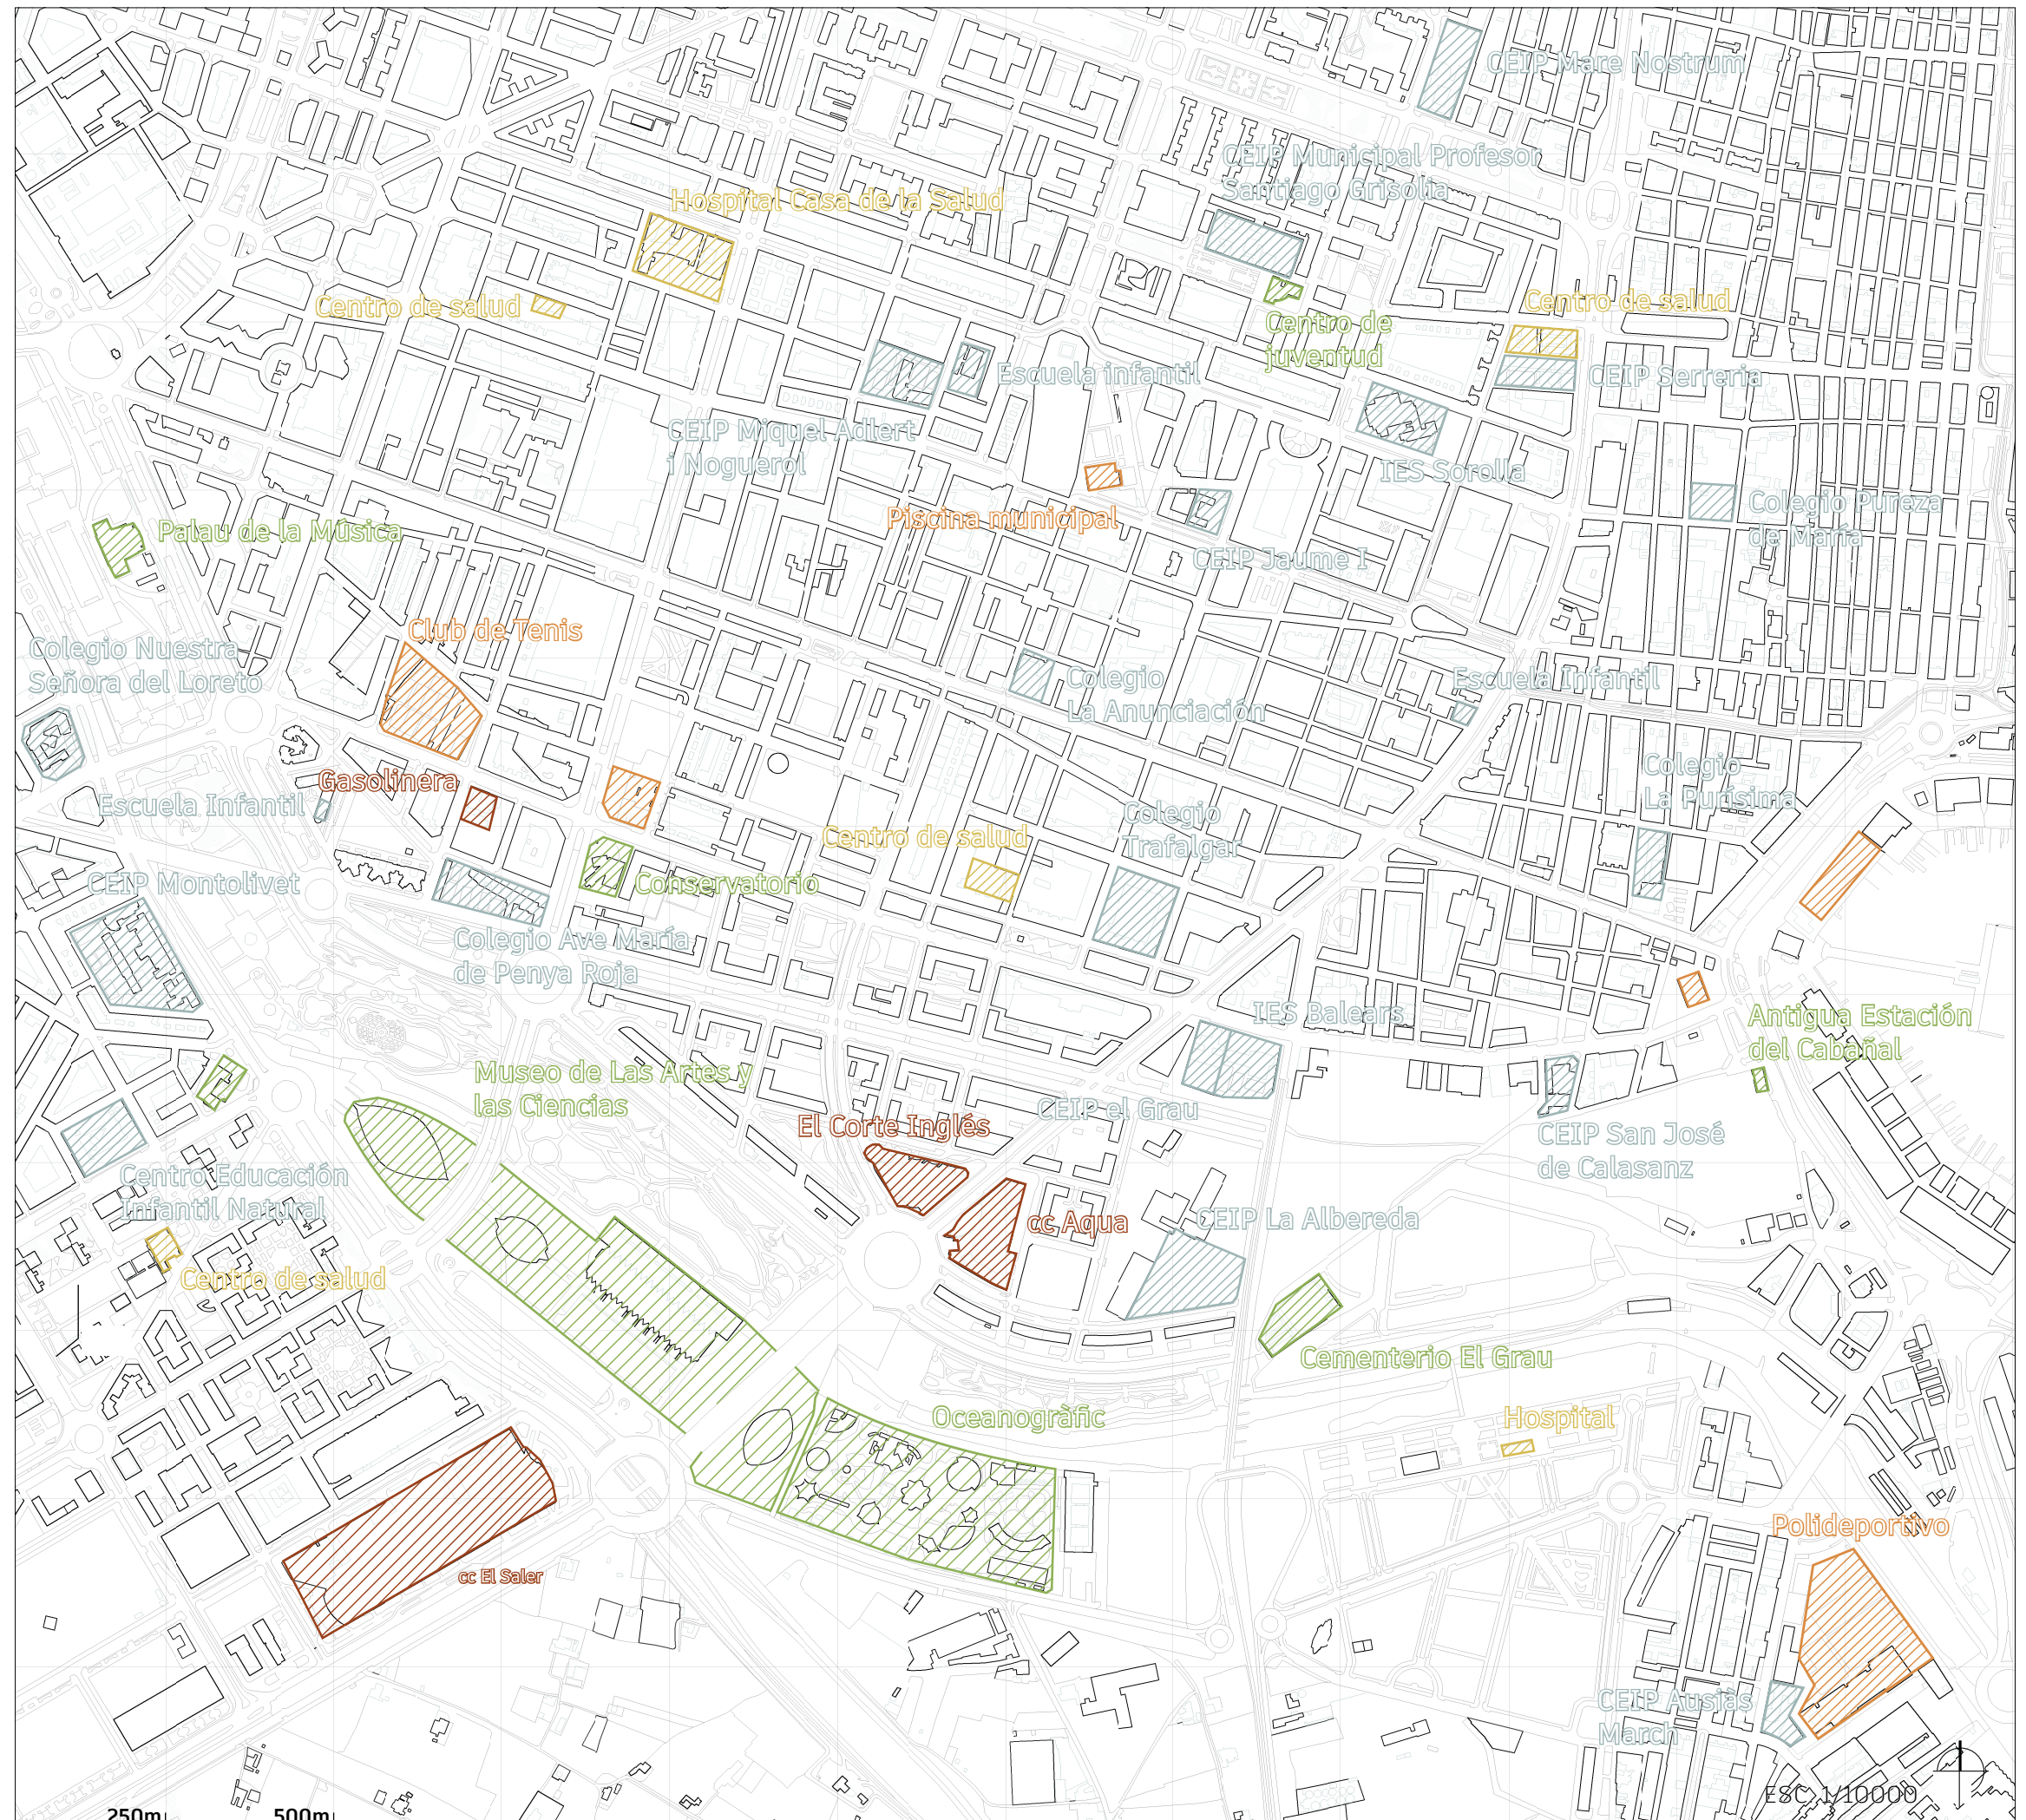 CEIP Mare Nostrum
CEIP Municipal Profesor
Santiago Grisolia
Hospital Casa de la Salud
Centro de salud
Centro de salud
Centro de
juventud
Escuela infantil
CEIP Serreria
CEIP Miquel Adlert
i Noguerol
IES Sorolla
Colegio Pureza
de María
Piscina municipal
Palau de la Música
CEIP Jaume I
Club de Tenis
Colegio Nuestra
Señora del Loreto
Colegio
La Anunciación
Escuela Infantil
Gasolinera
Escuela Infantil
Colegio
La Purísima
Centro de salud
Colegio
Trafalgar
CEIP Montolivet
Conservatorio
Colegio Ave María
de Penya Roja
IES Balears
Antigua Estación
del Cabañal
Museo de Las Artes y
las Ciencias
CEIP el Grau
El Corte Inglés
CEIP San José
de Calasanz
Centro Educación
Infantil Natural
cc Aqua
CEIP La Albereda
Centro de salud
Cementerio El Grau
Oceanogràfic
Hospital
Polideportivo
cc El Saler
CEIP Ausiàs
March
ESC. 1/10000
250m
500m